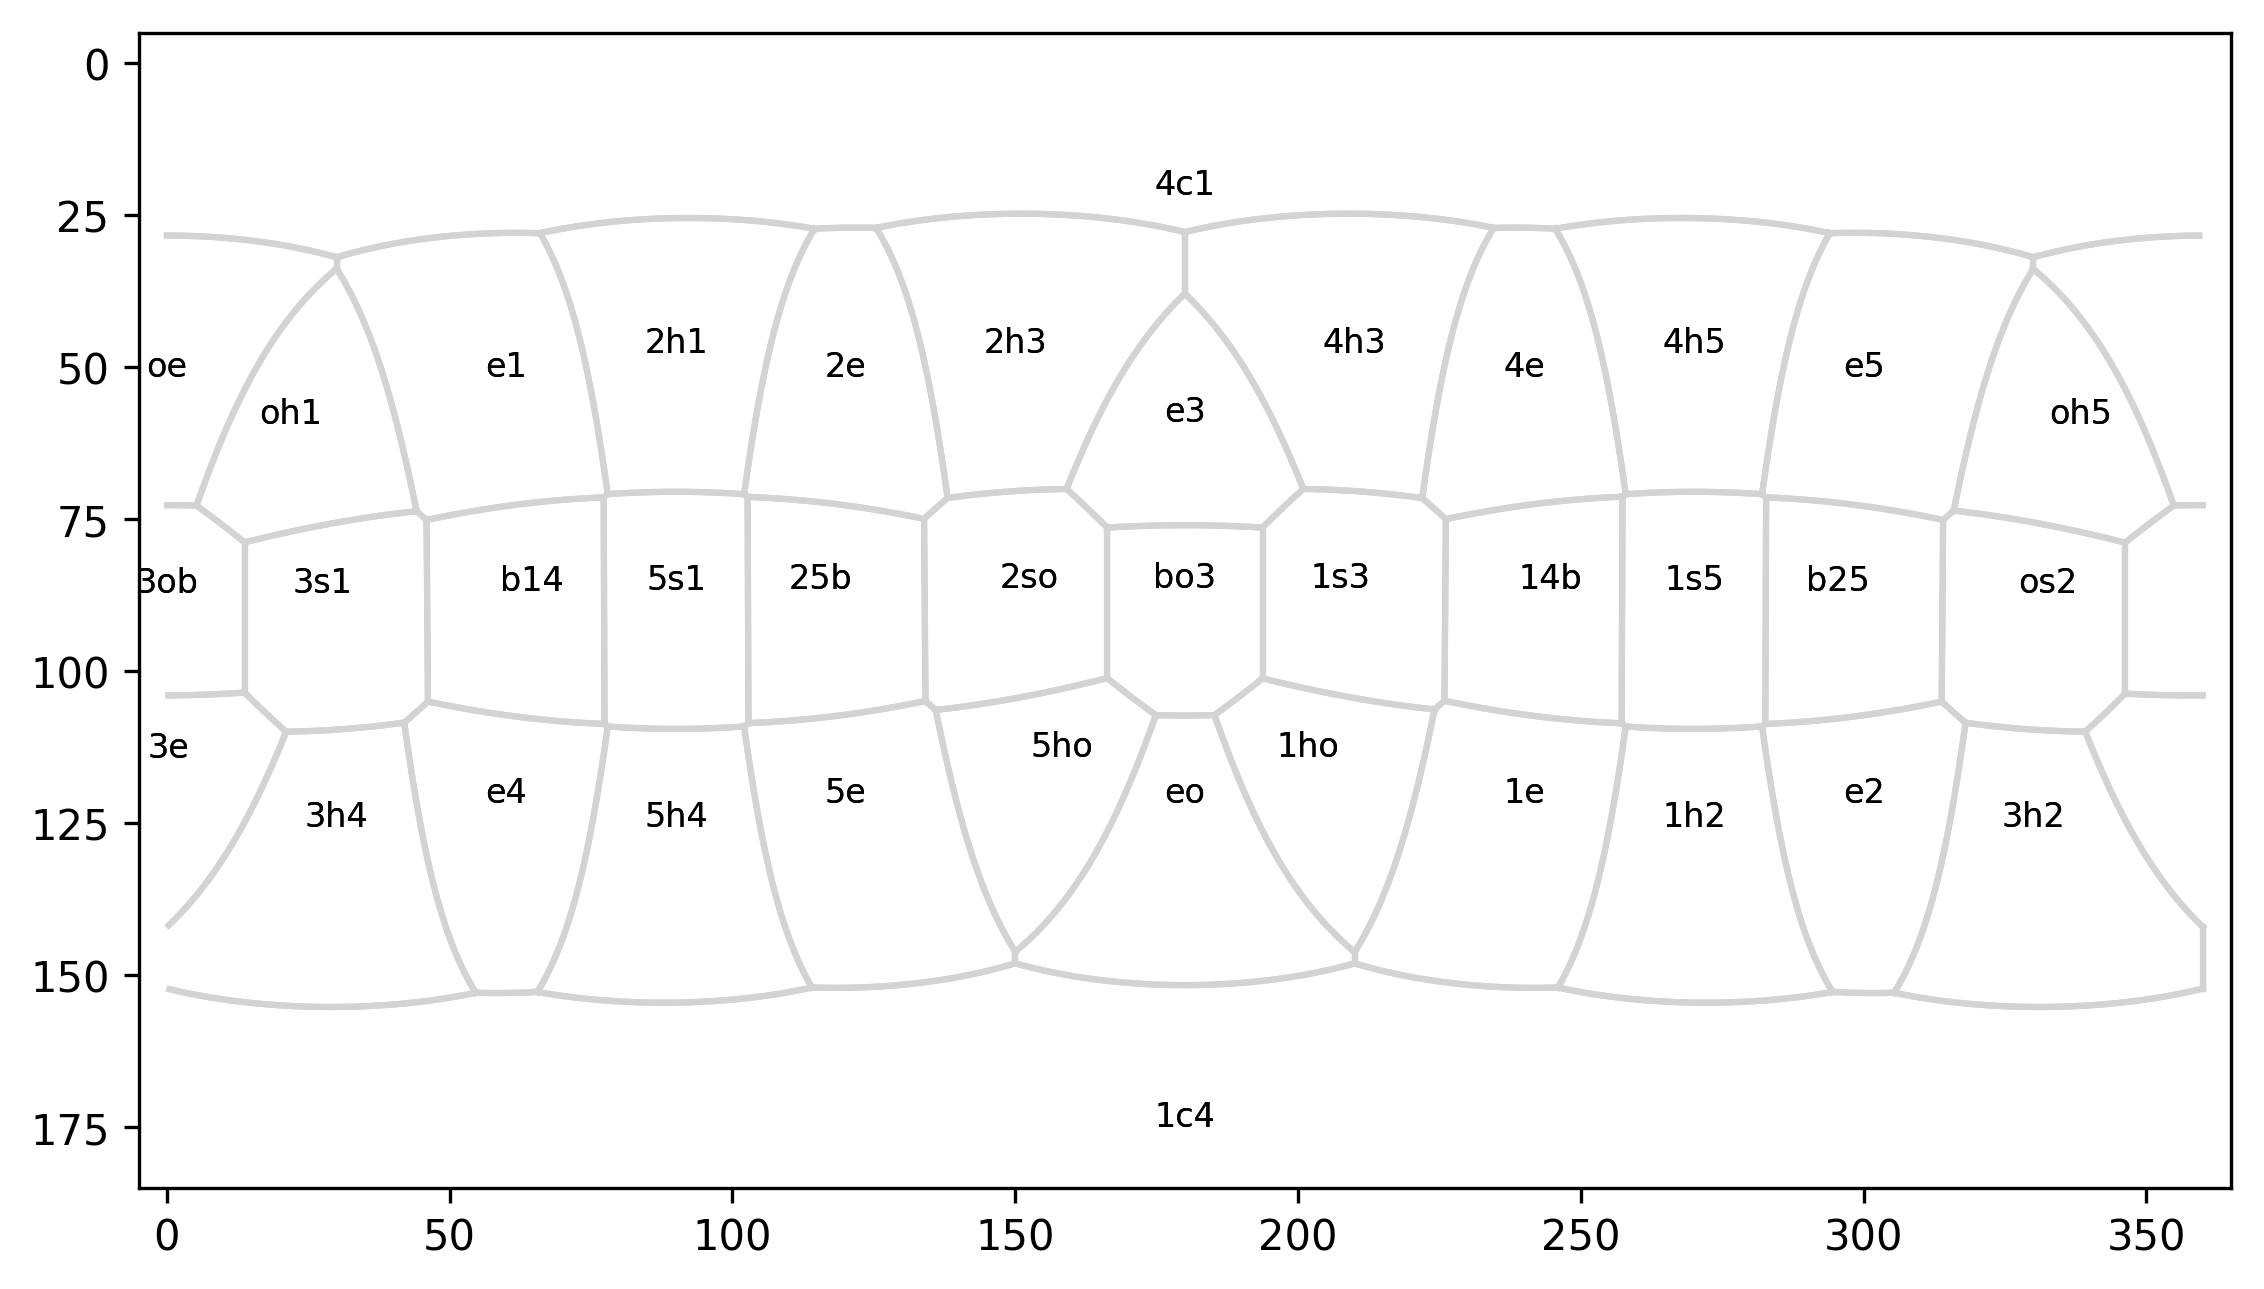 0
4c1
25
2h1 2h3 4h3 4h5
50 oe e1 2e 4e e5
oh1 e3 oh5
75
3ob 3s1 b14 5s1 25b 2so bo3 1s3 14b 1s5 b25 os2
100
3e 5ho 1ho
e4 5e eo 1e e2
125 3h4 5h4 1h2 3h2
150
175 1c4
0 50 100 150 200 250 300 350